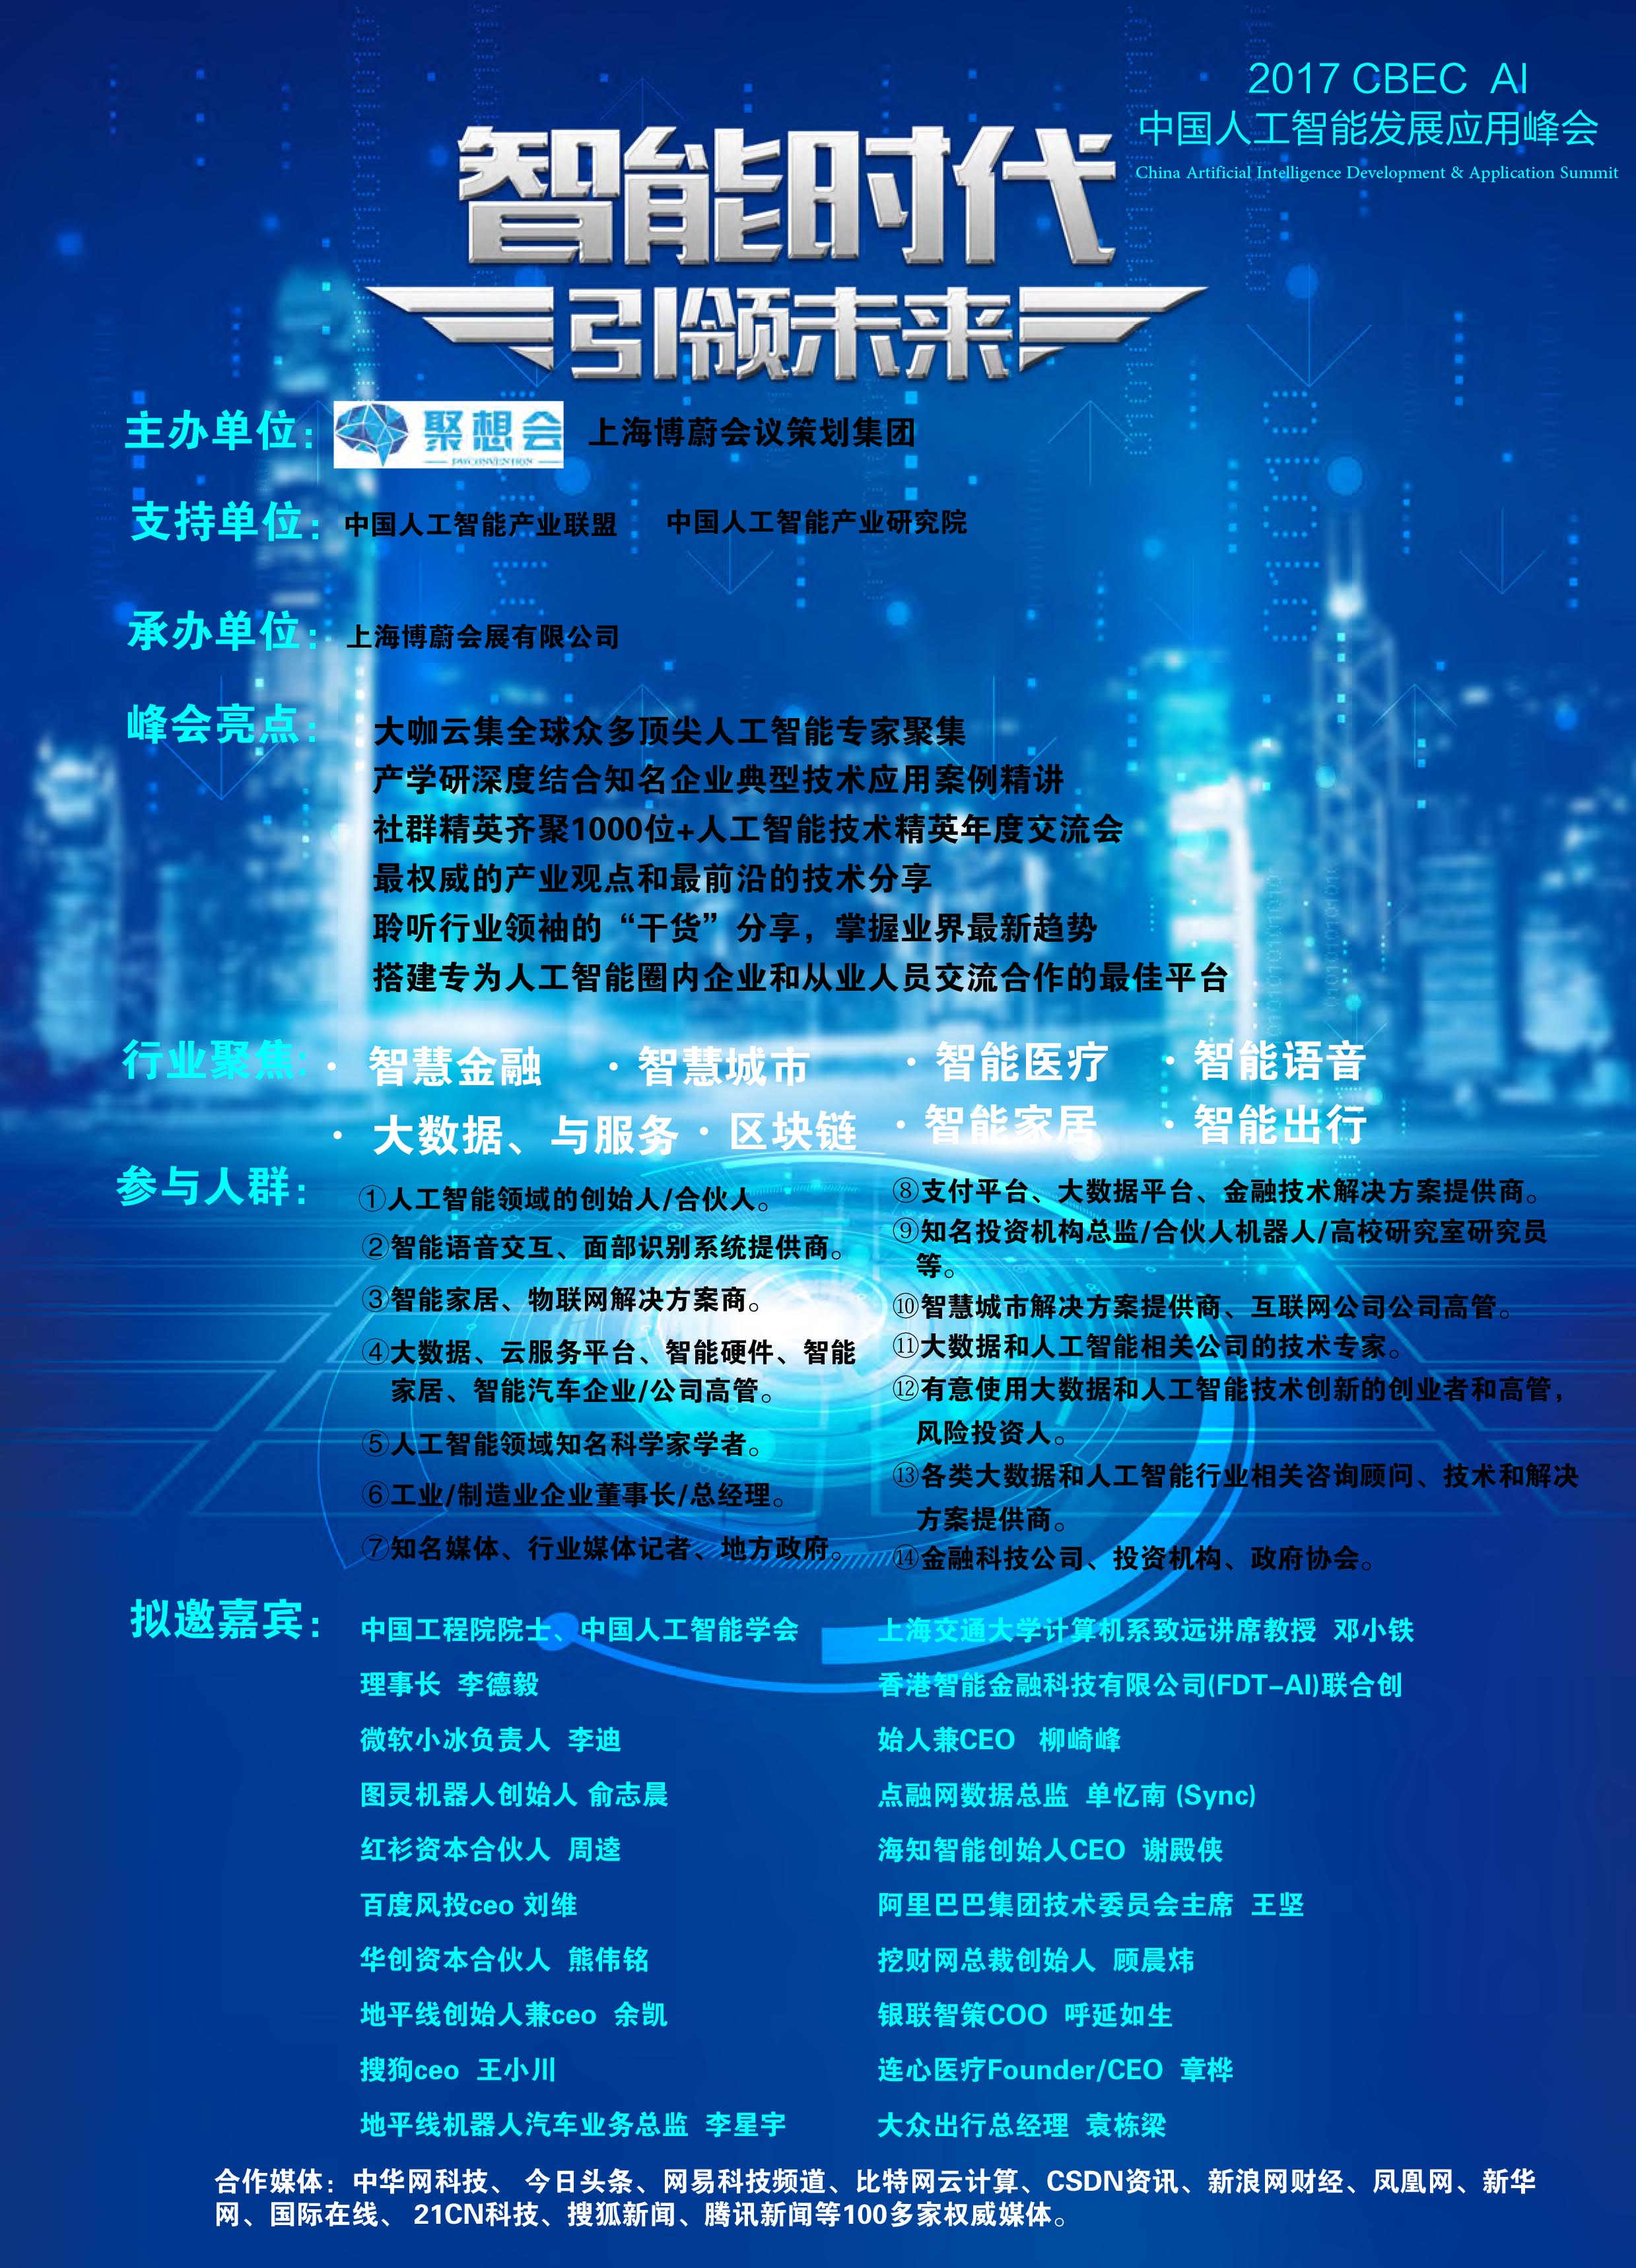 2017 CBEC AI
中国人工智能发展应用峰会
China Artificial Intelligence Development & Application Summit
智能时代
引领未来
主办单位：
聚想会
上海博蔚会议策划集团
支持单位：
中国人工智能产业联盟 中国人工智能产业研究院
承办单位：
上海博蔚会展有限公司
峰会亮点：
大咖云集全球众多顶尖人工智能专家聚集
产学研深度结合知名企业典型技术应用案例精讲
社群精英齐聚1000位+人工智能技术精英年度交流会
最权威的产业观点和最前沿的技术分享
聆听行业领袖的“干货”分享，掌握业界最新趋势
搭建专为人工智能圈内企业和从业人员交流合作的最佳平台
行业聚焦：
· 智慧金融 · 智慧城市 · 智能医疗 · 智能语音
· 大数据、与服务 · 区块链 · 智能家居 · 智能出行
参与人群：
①人工智能领域的创始人/合伙人。
②智能语音交互、面部识别系统提供商。
③智能家居、物联网解决方案商。
④大数据、云服务平台、智能硬件、智能
家居、智能汽车企业/公司高管。
⑤人工智能领域知名科学家学者。
⑥工业/制造业企业董事长/总经理。
⑦知名媒体、行业媒体记者、地方政府。
⑧支付平台、大数据平台、金融技术解决方案提供商。
⑨知名投资机构总监/合伙人机器人/高校研究室研究员
等。
⑩智慧城市解决方案提供商、互联网公司公司高管。
⑪大数据和人工智能相关公司的技术专家。
⑫有意使用大数据和人工智能技术创新的创业者和高管，
风险投资人。
⑬各类大数据和人工智能行业相关咨询顾问、技术和解决
方案提供商。
⑭金融科技公司、投资机构、政府协会。
拟邀嘉宾：
中国工程院院士、中国人工智能学会
理事长 李德毅
微软小冰负责人 李迪
图灵机器人创始人 俞志晨
红衫资本合伙人 周逵
百度风投ceo 刘维
华创资本合伙人 熊伟铭
地平线创始人兼ceo 余凯
搜狗ceo 王小川
地平线机器人汽车业务总监 李星宇
上海交通大学计算机系致远讲席教授 邓小铁
香港智能金融科技有限公司(FDT-AI)联合创
始人兼CEO 柳崎峰
点融网数据总监 单忆南 (Sync)
海知智能创始人CEO 谢殿侠
阿里巴巴集团技术委员会主席 王坚
挖财网总裁创始人 顾晨炜
银联智策COO 呼延如生
连心医疗Founder/CEO 章桦
大众出行总经理 袁栋梁
合作媒体：中华网科技、 今日头条、网易科技频道、比特网云计算、CSDN资讯、新浪网财经、凤凰网、新华
网、国际在线、 21CN科技、搜狐新闻、腾讯新闻等100多家权威媒体。